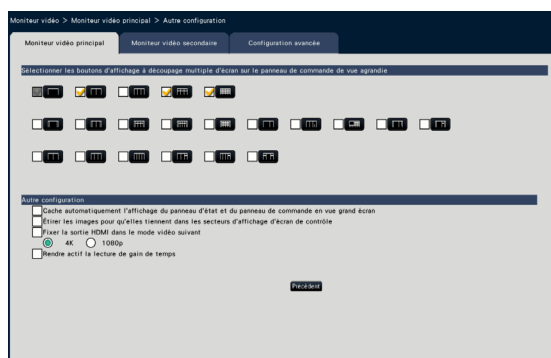 Moniteur vidéo > Moniteur vidéo principal > Autre configuration
Moniteur vidéo principal
Moniteur vidéo secondaire
Configuration avancée
Sélectionner les boutons d'affichage à découpage multiple d'écran sur le panneau de commande de vue agrandie
Autre configuration
Cache automatiquement l'affichage du panneau d'état et du panneau de commande en vue grand écran
Étirer les images pour qu'elles tiennent dans les secteurs d'affichage d'écran de contrôle
Fixer la sortie HDMI dans le mode vidéo suivant
4K
1080p
Rendre actif la lecture de gain de temps
Précédent